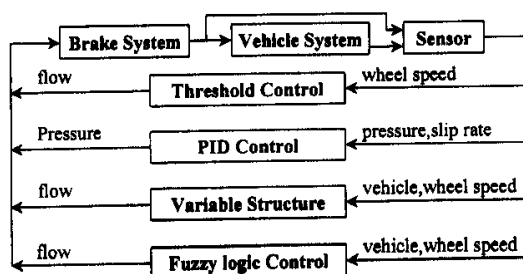 Brake System Vehicle System Sensor
flow wheel speed
Threshold Control
Pressure pressure,slip rate
PID Control
flow vehicle,wheel speed
Variable Structure
flow vehicle,wheel speed
Fuzzy logic Control